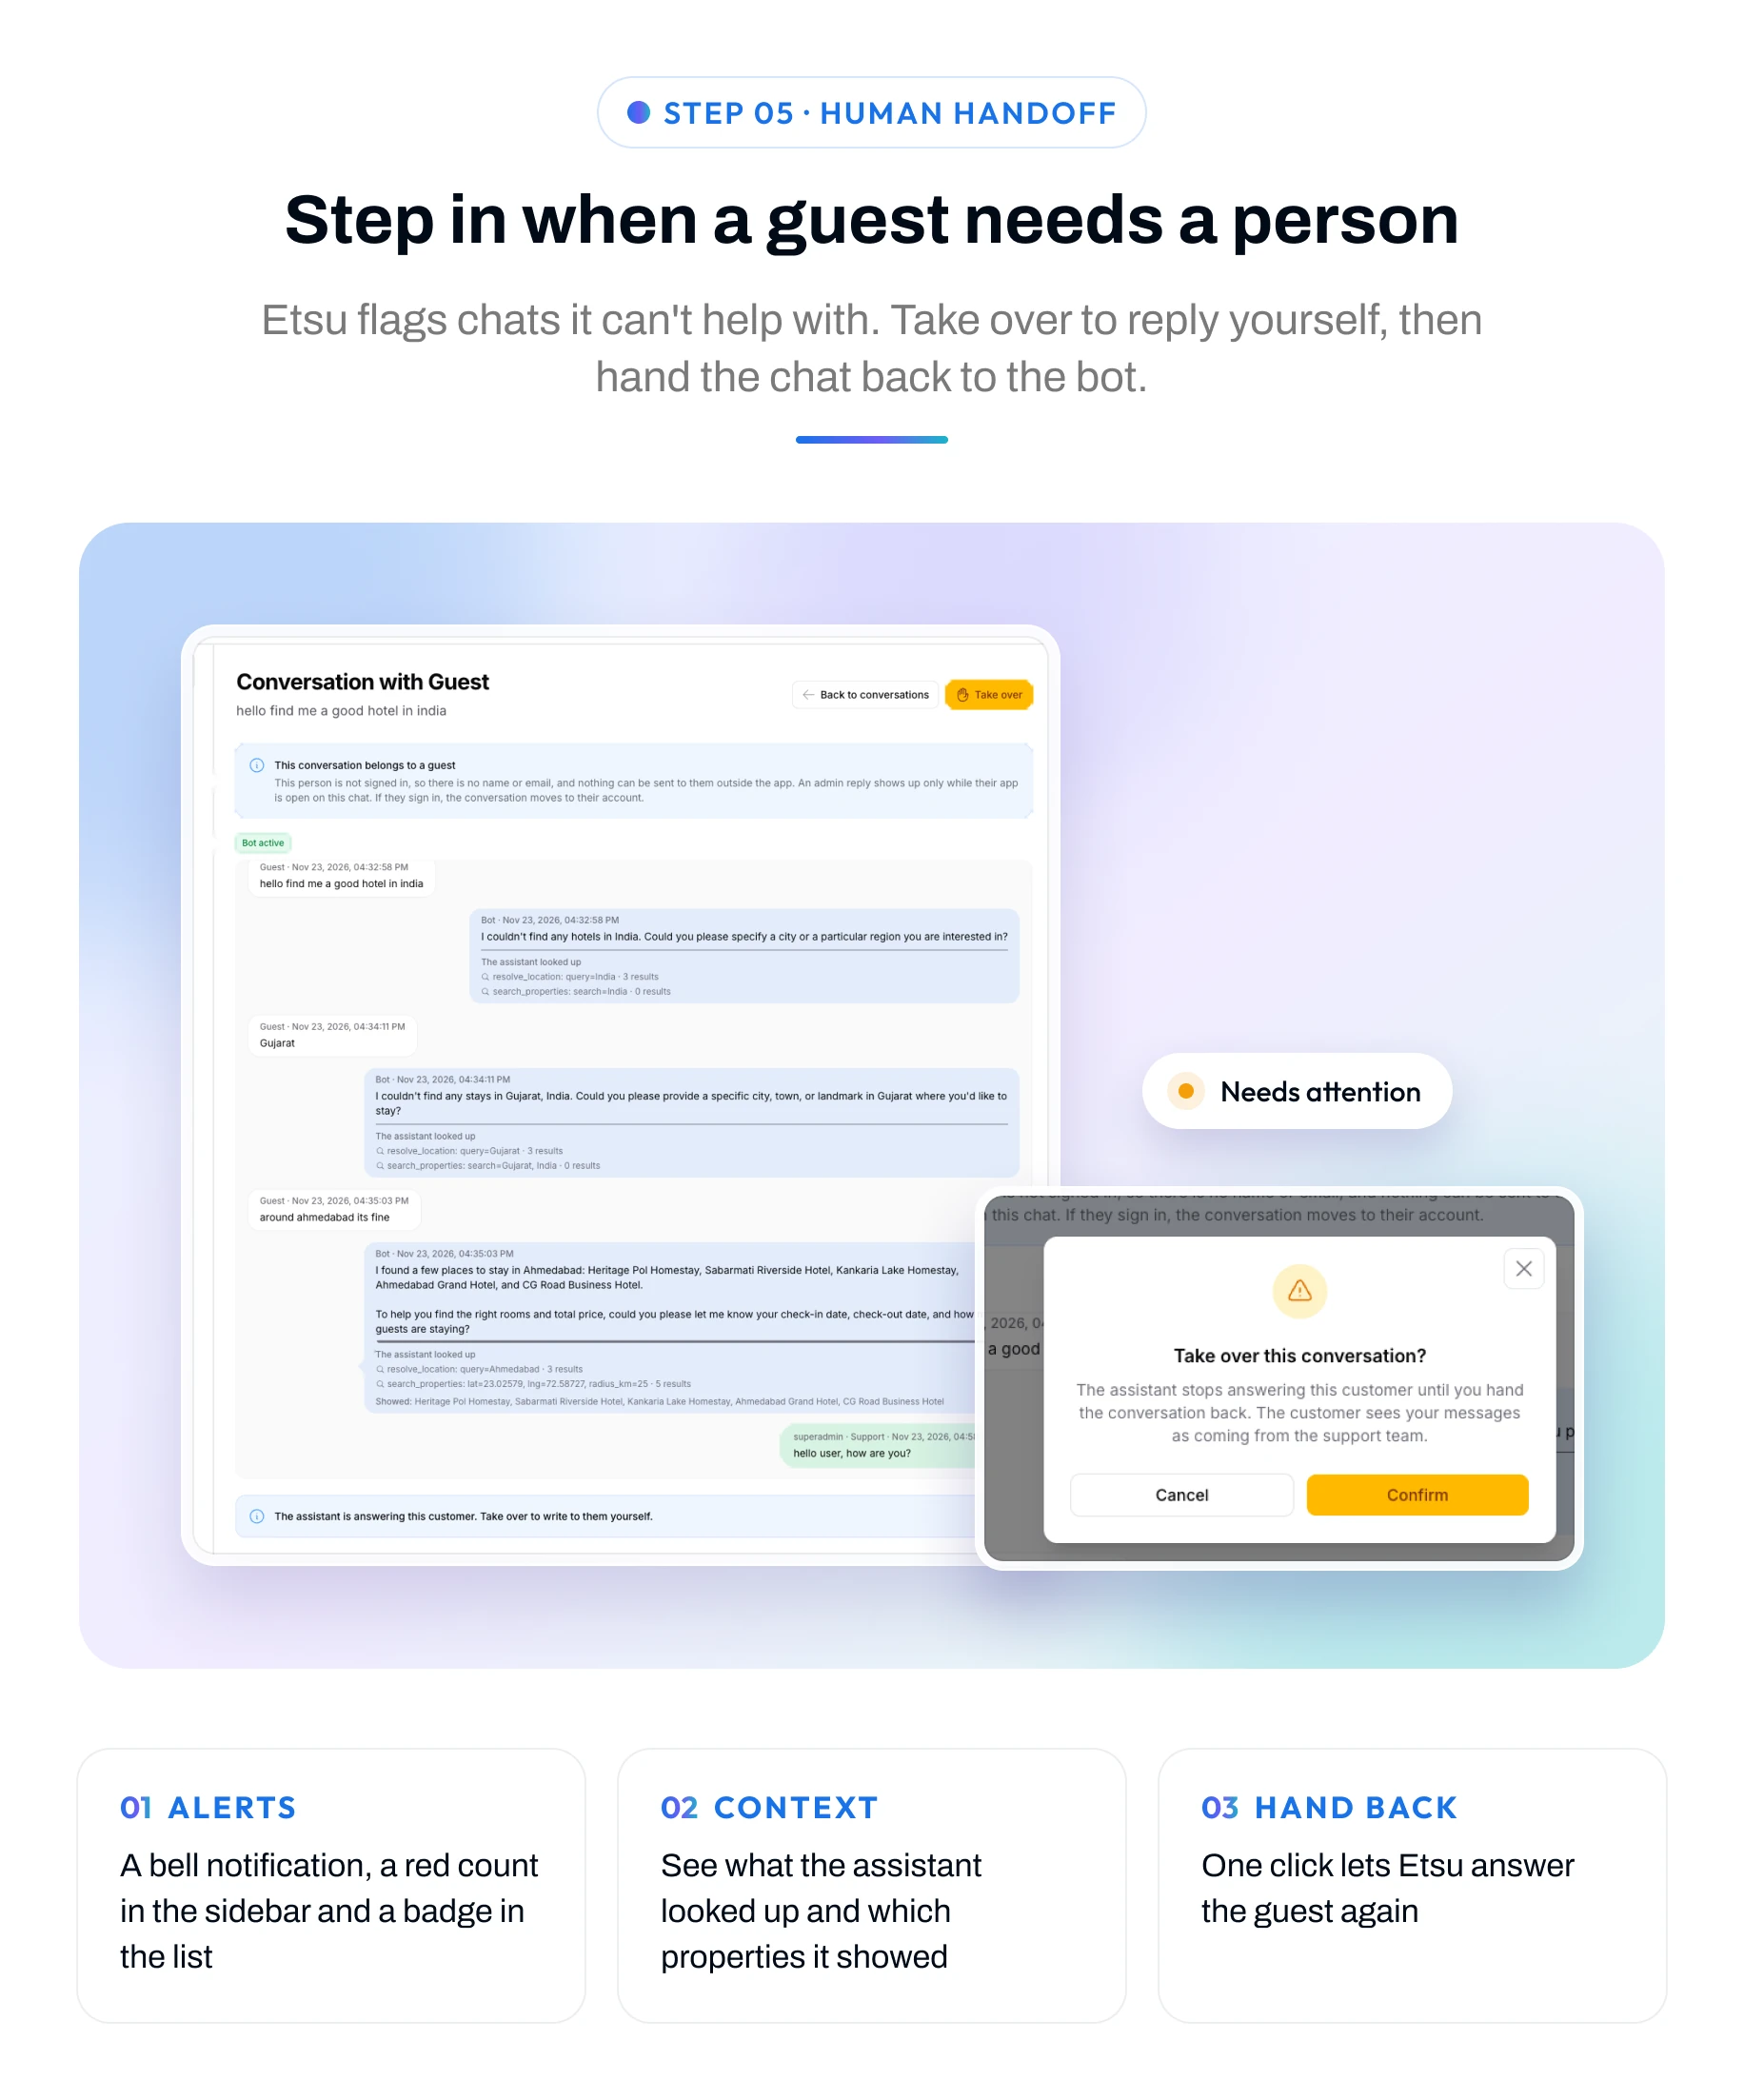 STEP 05 · HUMAN HANDOFF
Step in when a guest needs a person
Etsu flags chats it can't help with. Take over to reply yourself, then
hand the chat back to the bot.
Conversation with Guest
hello find me a good hotel in india
Back to conversations
Take over
This conversation belongs to a guest
This person is not signed in, so there is no name or email, and nothing can be sent to them outside the app. An admin reply shows up only while their app
is open on this chat. If they sign in, the conversation moves to their account.
Bot active
Guest · Nov 23, 2026, 04:32:58 PM
hello find me a good hotel in india
Bot · Nov 23, 2026, 04:32:58 PM
I couldn't find any hotels in India. Could you please specify a city or a particular region you are interested in?
The assistant looked up
resolve_location: query=India · 3 results
search_properties: search=India · 0 results
Guest · Nov 23, 2026, 04:34:11 PM
Gujarat
Bot · Nov 23, 2026, 04:34:11 PM
I couldn't find any stays in Gujarat, India. Could you please provide a specific city, town, or landmark in Gujarat where you'd like to
stay?
The assistant looked up
resolve_location: query=Gujarat · 3 results
search_properties: search=Gujarat, India · 0 results
Guest · Nov 23, 2026, 04:35:03 PM
around ahmedabad its fine
Bot · Nov 23, 2026, 04:35:03 PM
I found a few places to stay in Ahmedabad: Heritage Pol Homestay, Sabarmati Riverside Hotel, Kankaria Lake Homestay,
Ahmedabad Grand Hotel, and CG Road Business Hotel.
To help you find the right rooms and total price, could you please let me know your check-in date, check-out date, and how
guests are staying?
The assistant looked up
resolve_location: query=Ahmedabad · 3 results
search_properties: lat=23.02579, lng=72.58727, radius_km=25 · 5 results
Showed: Heritage Pol Homestay, Sabarmati Riverside Hotel, Kankaria Lake Homestay, Ahmedabad Grand Hotel, CG Road Business Hotel
superadmin · Support · Nov 23, 2026, 04:5
hello user, how are you?
The assistant is answering this customer. Take over to write to them yourself.
Needs attention
this chat. If they sign in, the conversation moves to their account.
2026, 04
a good
Take over this conversation?
The assistant stops answering this customer until you hand
the conversation back. The customer sees your messages
as coming from the support team.
Cancel
Confirm
01 ALERTS
A bell notification, a red count
in the sidebar and a badge in
the list
02 CONTEXT
See what the assistant
looked up and which
properties it showed
03 HAND BACK
One click lets Etsu answer
the guest again